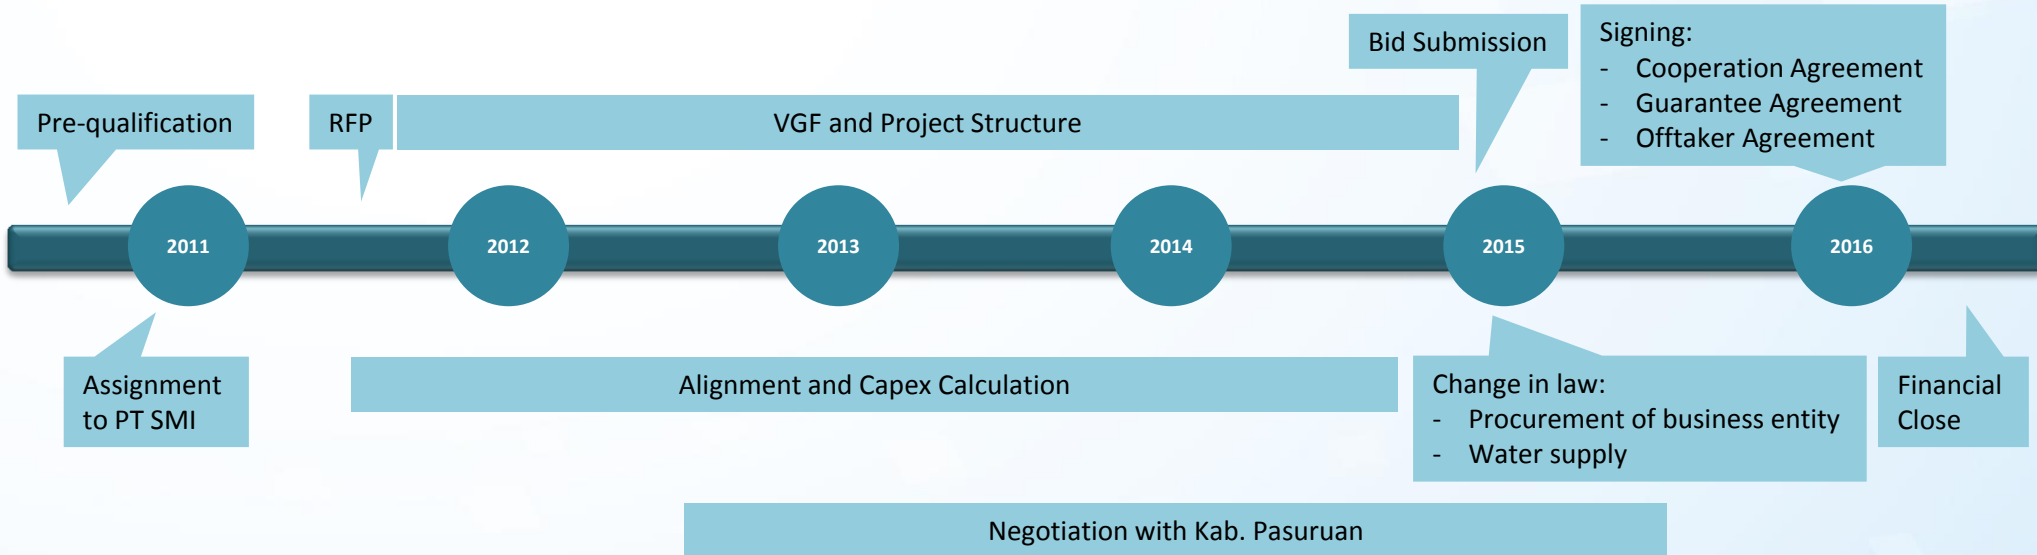 Bid Submission
Signing:
- Cooperation Agreement
- Guarantee Agreement
- Offtaker Agreement
Pre-qualification
RFP
VGF and Project Structure
2011
2012
2013
2014
2015
2016
Assignment
to PT SMI
Alignment and Capex Calculation
Change in law:
- Procurement of business entity
- Water supply
Financial
Close
Negotiation with Kab. Pasuruan